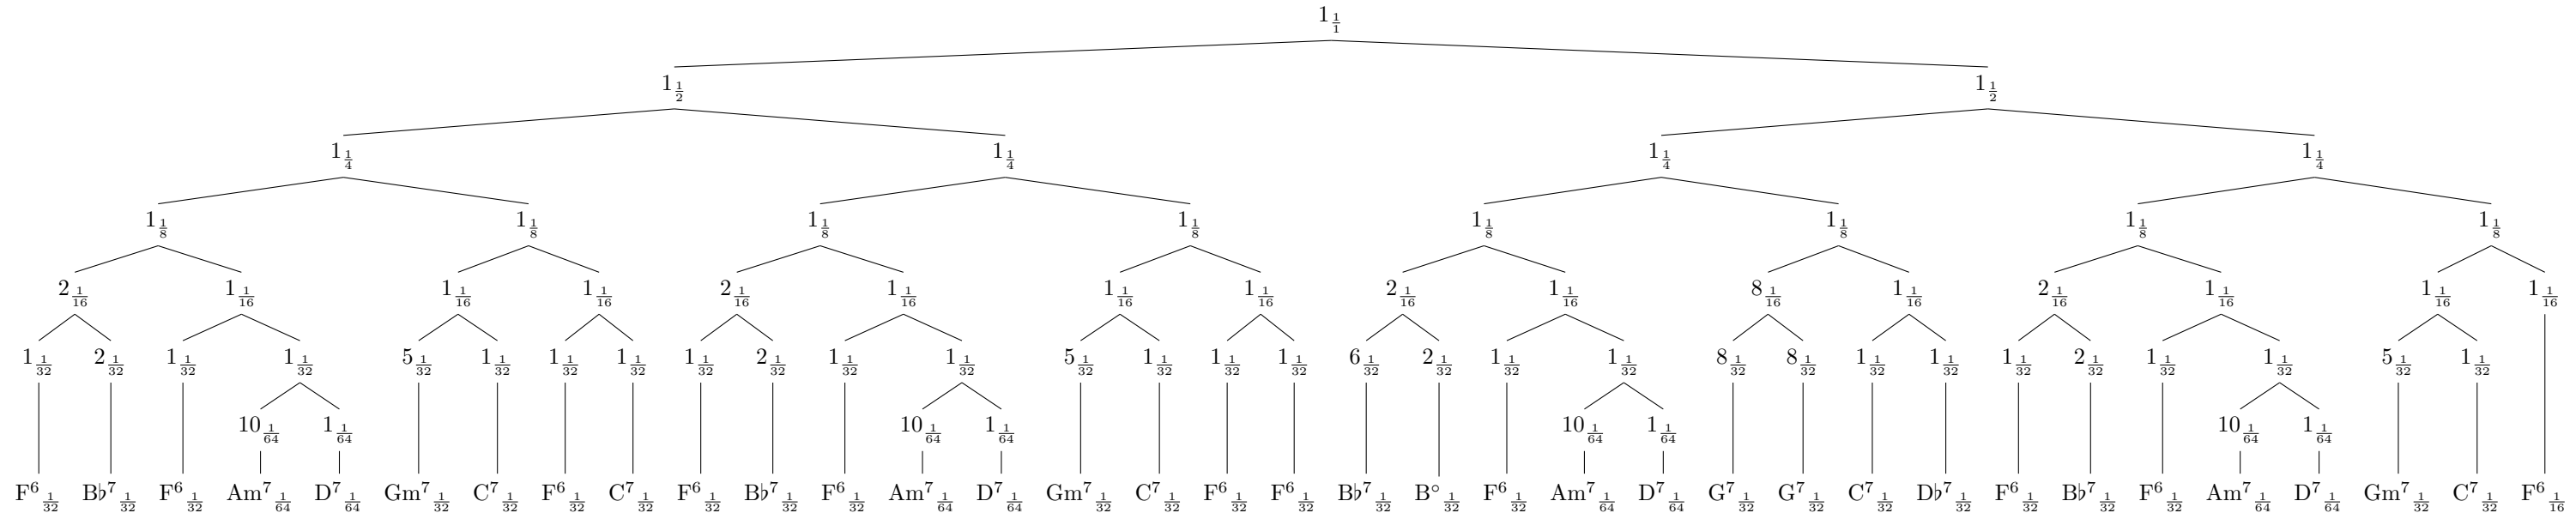 1 1/1
1 1/2 1 1/2
1 1/4 1 1/4 1 1/4 1 1/4
1 1/8 1 1/8 1 1/8 1 1/8 1 1/8 1 1/8 1 1/8 1 1/8
2 1/16 1 1/16 1 1/16 1 1/16 2 1/16 1 1/16 1 1/16 1 1/16 2 1/16 1 1/16 8 1/16 1 1/16 2 1/16 1 1/16 1 1/16 1 1/16
1 1/32 2 1/32 1 1/32 1 1/32 5 1/32 1 1/32 1 1/32 1 1/32 1 1/32 2 1/32 1 1/32 1 1/32 5 1/32 1 1/32 1 1/32 1 1/32 6 1/32 2 1/32 1 1/32 1 1/32 8 1/32 8 1/32 1 1/32 1 1/32 1 1/32 2 1/32 1 1/32 1 1/32 5 1/32 1 1/32
10 1/64 1 1/64 10 1/64 1 1/64 10 1/64 1 1/64 10 1/64 1 1/64
F⁶ 1/32 B♭⁷ 1/32 F⁶ 1/32 Am⁷ 1/64 D⁷ 1/64 Gm⁷ 1/32 C⁷ 1/32 F⁶ 1/32 C⁷ 1/32 F⁶ 1/32 B♭⁷ 1/32 F⁶ 1/32 Am⁷ 1/64 D⁷ 1/64 Gm⁷ 1/32 C⁷ 1/32 F⁶ 1/32 F⁶ 1/32 B♭⁷ 1/32 B° 1/32 F⁶ 1/32 Am⁷ 1/64 D⁷ 1/64 G⁷ 1/32 G⁷ 1/32 C⁷ 1/32 D♭⁷ 1/32 F⁶ 1/32 B♭⁷ 1/32 F⁶ 1/32 Am⁷ 1/64 D⁷ 1/64 Gm⁷ 1/32 C⁷ 1/32 F⁶ 1/16